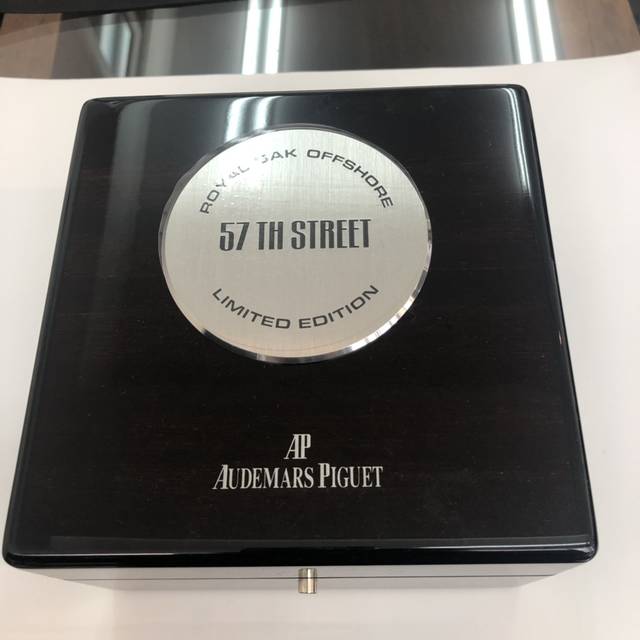 ROYAL OAK OFFSHORE
57 TH STREET
LIMITED EDITION
AP
AUDEMARS PIGUET